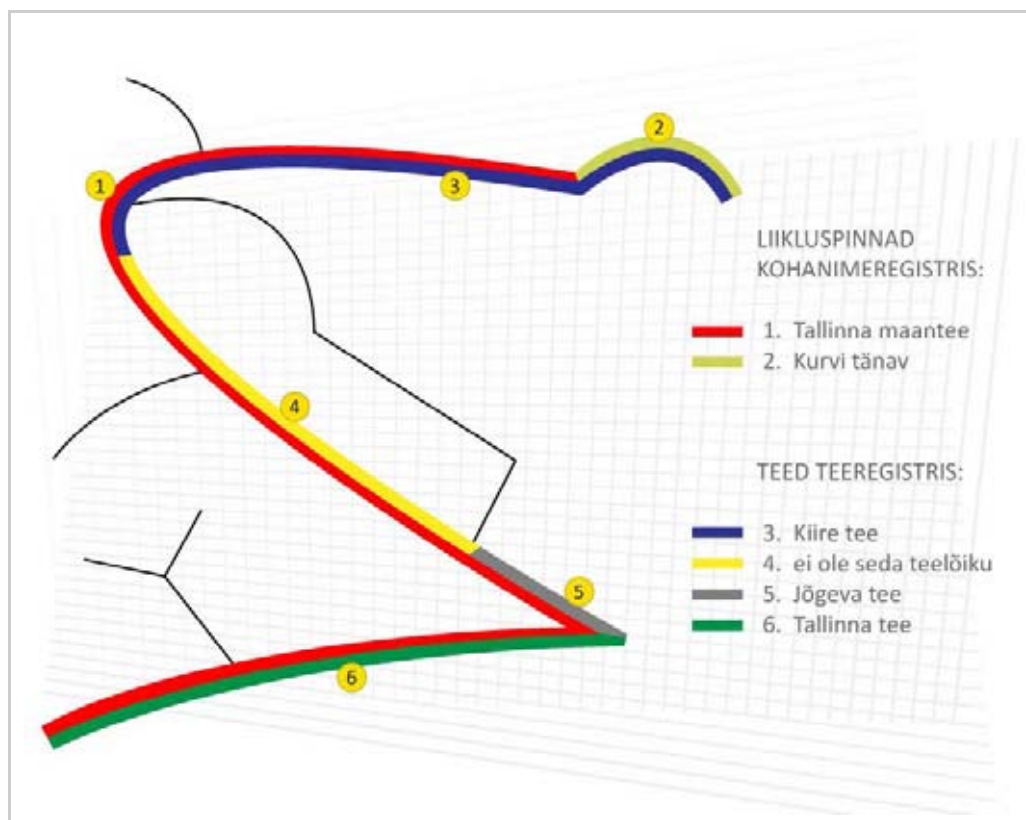 2
1
3
LIIKLUSPINNAD
KOHANIMEREGISTRIS:
1. Tallinna maantee
2. Kurvi tänav
4
TEED TEEREGISTRIS:
3. Kiire tee
4. ei ole seda teelõiku
5. Jõgeva tee
6. Tallinna tee
5
6